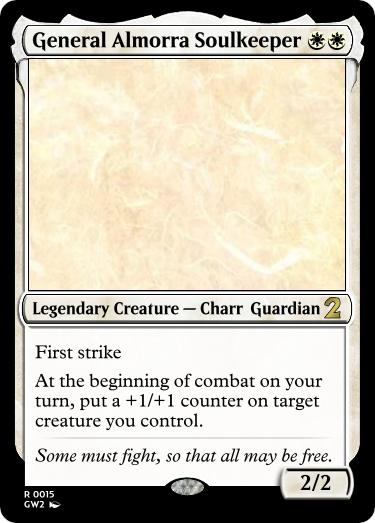 General Almorra Soulkeeper
Legendary Creature — Charr Guardian 2
First strike
At the beginning of combat on your
turn, put a +1/+1 counter on target
creature you control.
Some must fight, so that all may be free.
2/2
R 0015
GW2